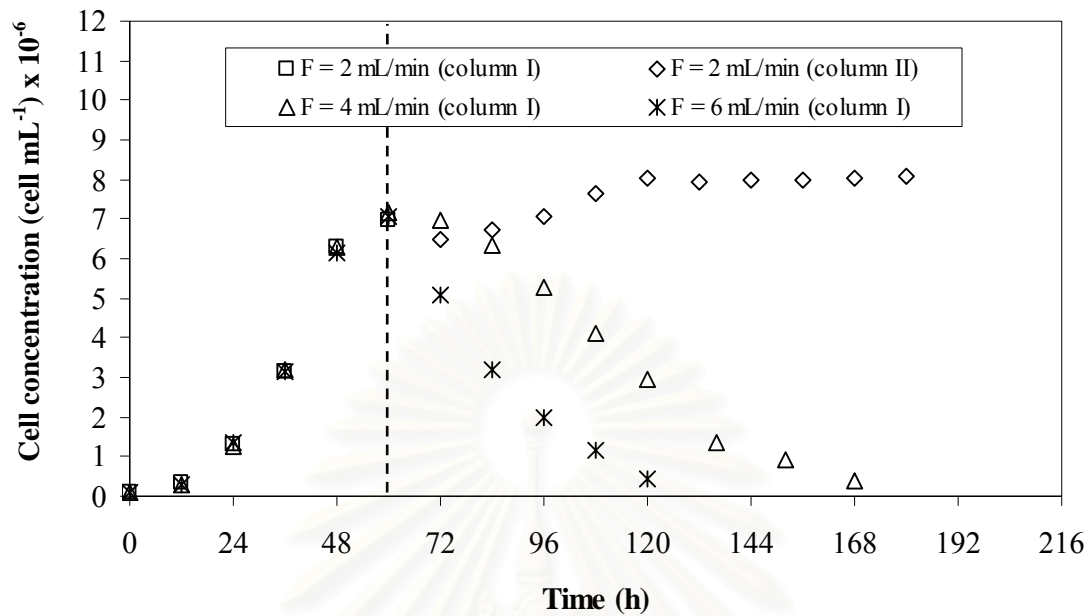 Cell concentration (cell mL⁻¹) x 10⁻⁶
12
11
10
9
8
7
6
5
4
3
2
1
0
F = 2 mL/min (column I)
F = 2 mL/min (column II)
F = 4 mL/min (column I)
F = 6 mL/min (column I)
0 24 48 72 96 120 144 168 192 216
Time (h)